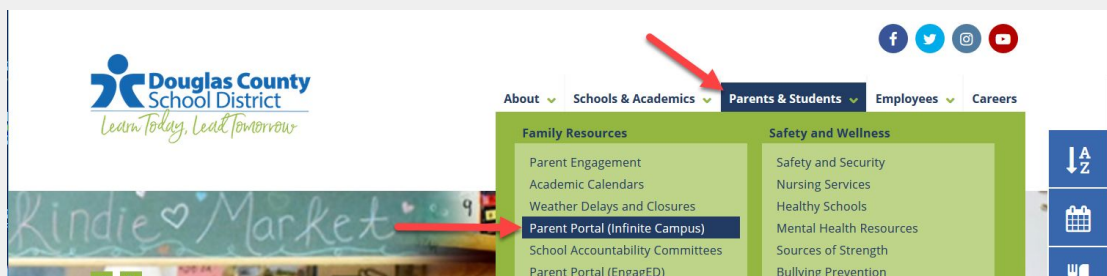 Douglas County
School District
Learn Today, Lead Tomorrow
About
Schools & Academics
Parents & Students
Employees
Careers
Family Resources
Parent Engagement
Academic Calendars
Weather Delays and Closures
Parent Portal (Infinite Campus)
School Accountability Committees
Parent Portal (EngagED)
Safety and Wellness
Safety and Security
Nursing Services
Healthy Schools
Mental Health Resources
Sources of Strength
Bullying Prevention
A
Z
Kindie Market
9